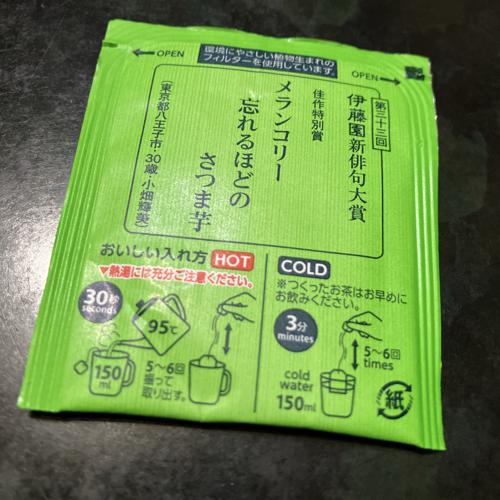 OPEN
環境にやさしい植物生まれの
フィルターを使用しています。
OPEN
第三十三回
伊藤園新俳句大賞
佳作特別賞
メランコリー
忘れるほどの
さつま芋
(東京都八王子市 30歳・小畑輝美)
おいしい入れ方 HOT
▼熱湯には充分ご注意ください。
30秒
seconds
95℃
150
ml
5~6回
振って
取り出す。
COLD
※つくったお茶はお早めに
お飲みください。
3分
minutes
5~6回
times
cold
water
150ml
紙